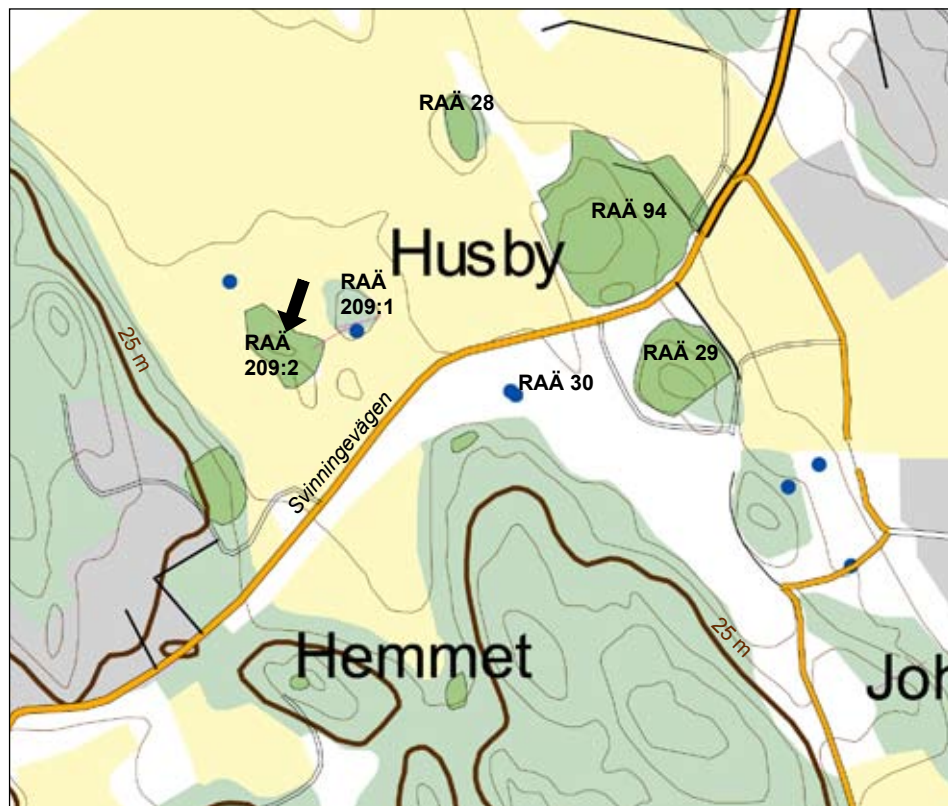 RAÄ 28
RAÄ 94
Husby
RAÄ
209:1
RAÄ
209:2
25 m
RAÄ 29
RAÄ 30
Svinningevägen
Hemmet
25 m
Joh